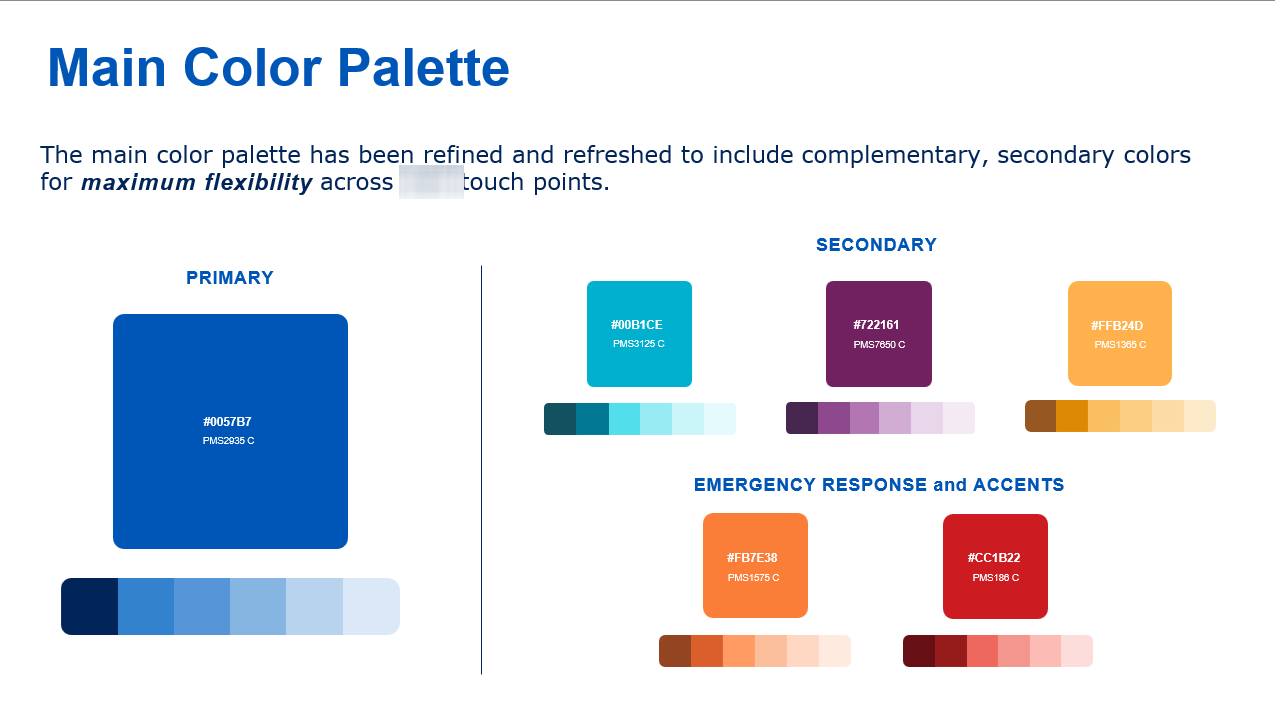 Main Color Palette
The main color palette has been refined and refreshed to include complementary, secondary colors
for maximum flexibility across touch points.
PRIMARY
#0057B7
PMS2935 C
SECONDARY
#00B1CE
PMS3125 C
#722161
PMS7650 C
#FFB24D
PMS1365 C
EMERGENCY RESPONSE and ACCENTS
#FB7E38
PMS1575 C
#CC1B22
PMS186 C